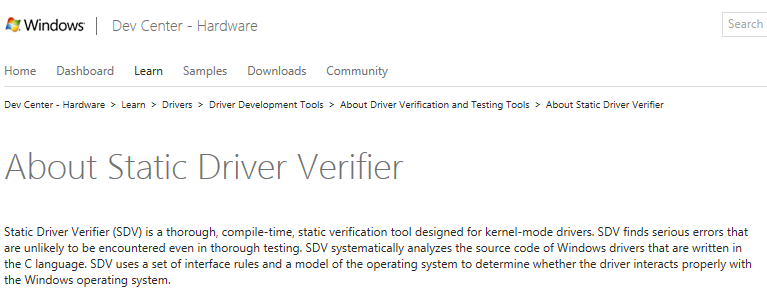 Windows | Dev Center - Hardware
Search
Home Dashboard Learn Samples Downloads Community
Dev Center - Hardware > Learn > Drivers > Driver Development Tools > About Driver Verification and Testing Tools > About Static Driver Verifier
About Static Driver Verifier
Static Driver Verifier (SDV) is a thorough, compile-time, static verification tool designed for kernel-mode drivers. SDV finds serious errors that
are unlikely to be encountered even in thorough testing. SDV systematically analyzes the source code of Windows drivers that are written in
the C language. SDV uses a set of interface rules and a model of the operating system to determine whether the driver interacts properly with
the Windows operating system.